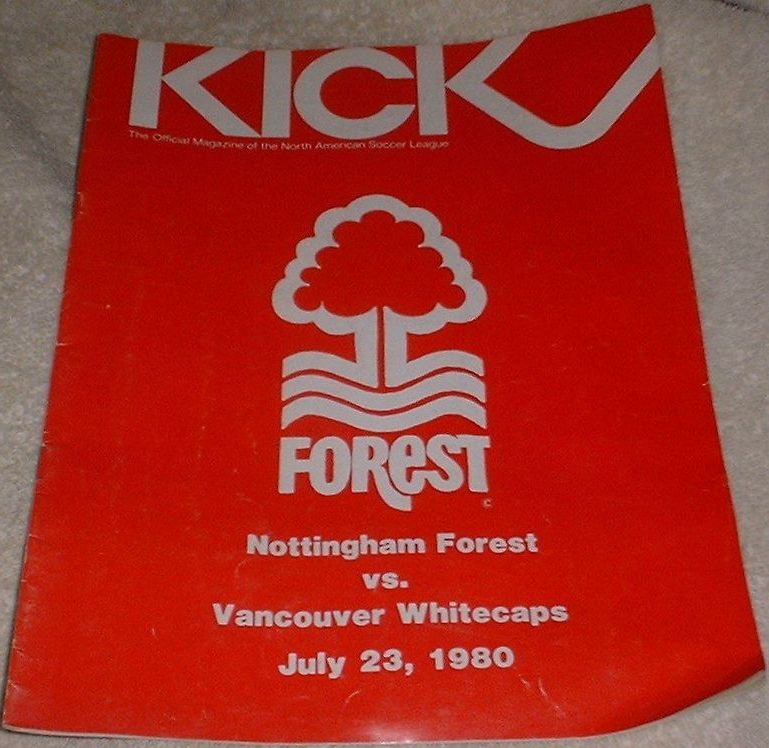 KICK
The Official Magazine of the North American Soccer League
FOREST
c
Nottingham Forest
vs.
Vancouver Whitecaps
July 23, 1980